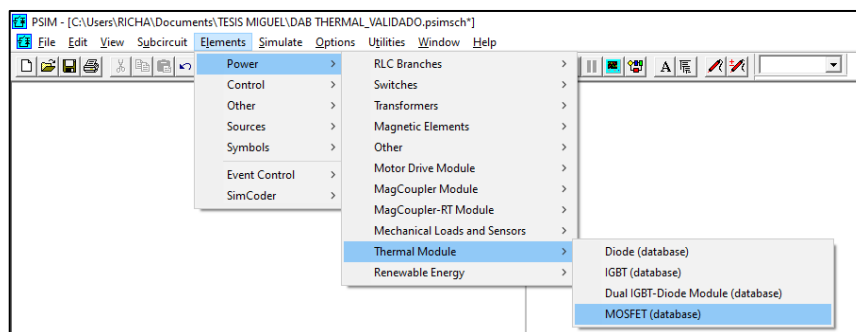 PSIM - [C:\Users\RICHA\Documents\TESIS MIGUEL\DAB THERMAL_VALIDADO.psimsch*]
File Edit View Subcircuit Elements Simulate Options Utilities Window Help
Power
Control
Other
Sources
Symbols
Event Control
SimCoder
RLC Branches
Switches
Transformers
Magnetic Elements
Other
Motor Drive Module
MagCoupler Module
MagCoupler-RT Module
Mechanical Loads and Sensors
Thermal Module
Renewable Energy
Diode (database)
IGBT (database)
Dual IGBT-Diode Module (database)
MOSFET (database)
A